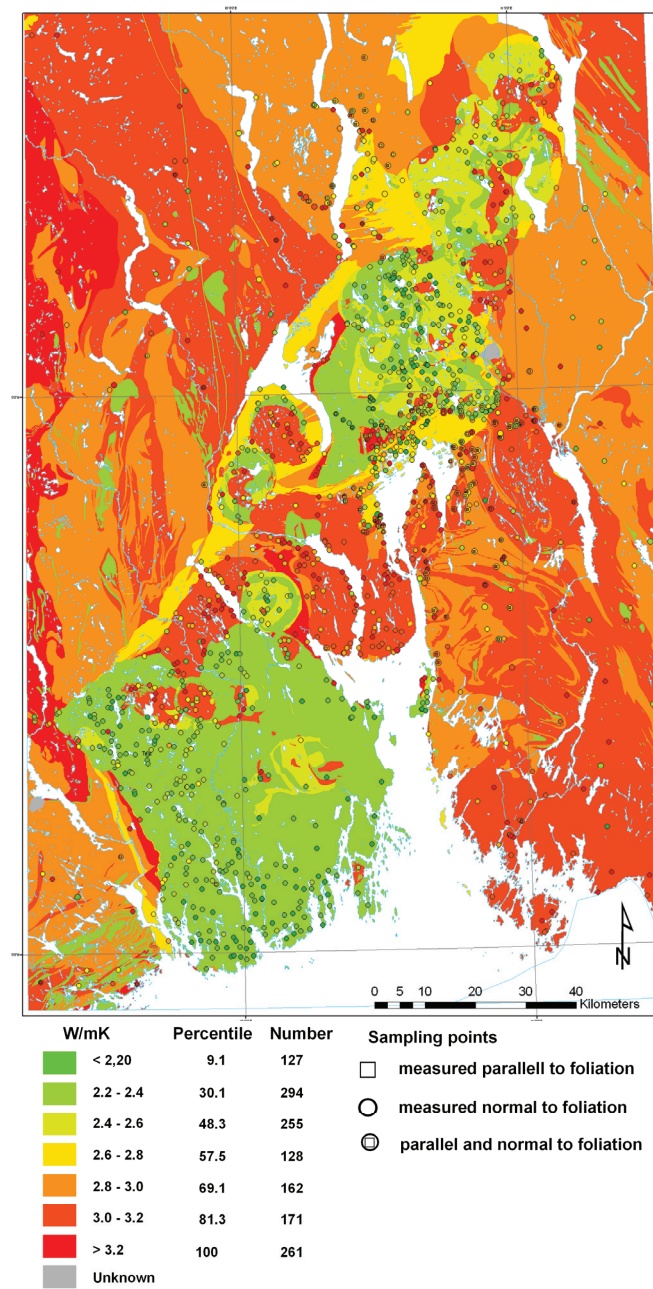 N
0 5 10 20 30 40
Kilometers
W/mK Percentile Number
< 2,20 9.1 127
2.2 - 2.4 30.1 294
2.4 - 2.6 48.3 255
2.6 - 2.8 57.5 128
2.8 - 3.0 69.1 162
3.0 - 3.2 81.3 171
> 3.2 100 261
Unknown
Sampling points
measured parallell to foliation
measured normal to foliation
parallel and normal to foliation